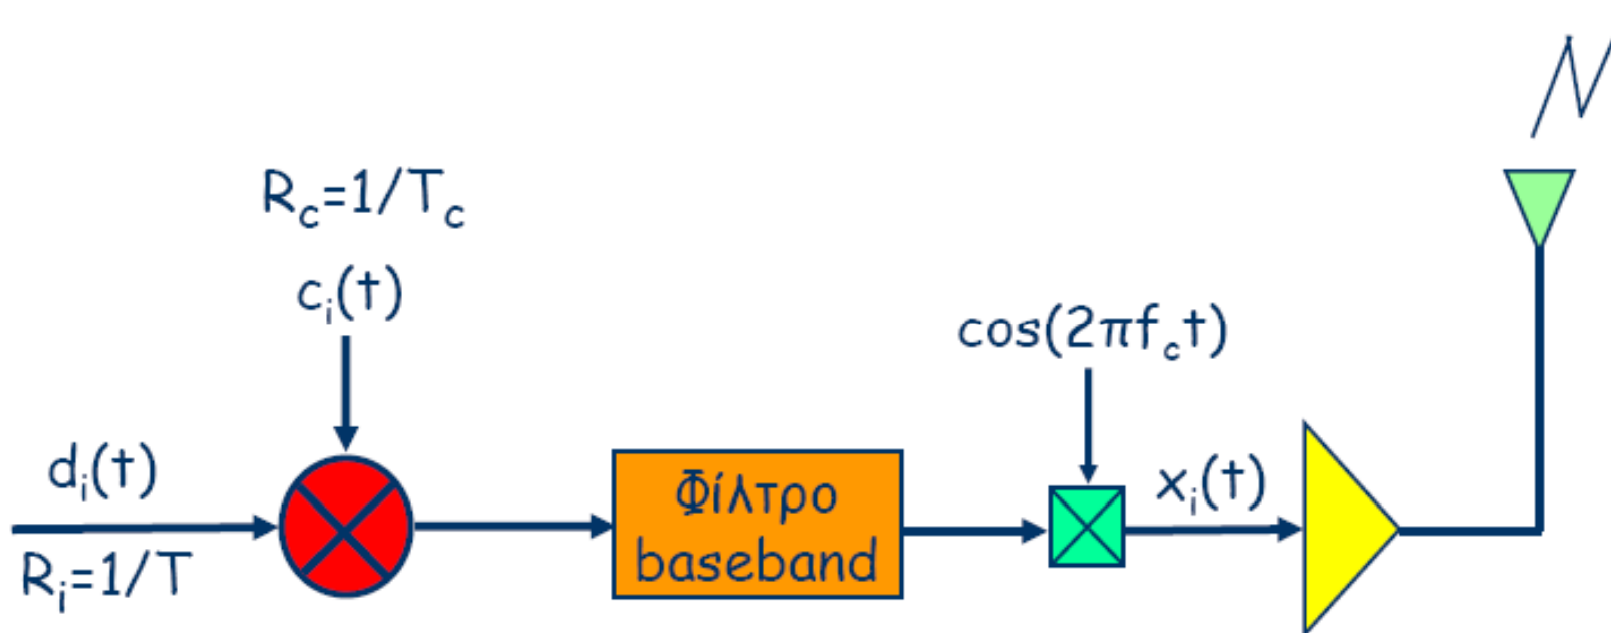 R_c=1/T_c
c_i(t)
cos(2πf_ct)
d_i(t)
R_i=1/T
Φίλτρο
baseband
x_i(t)